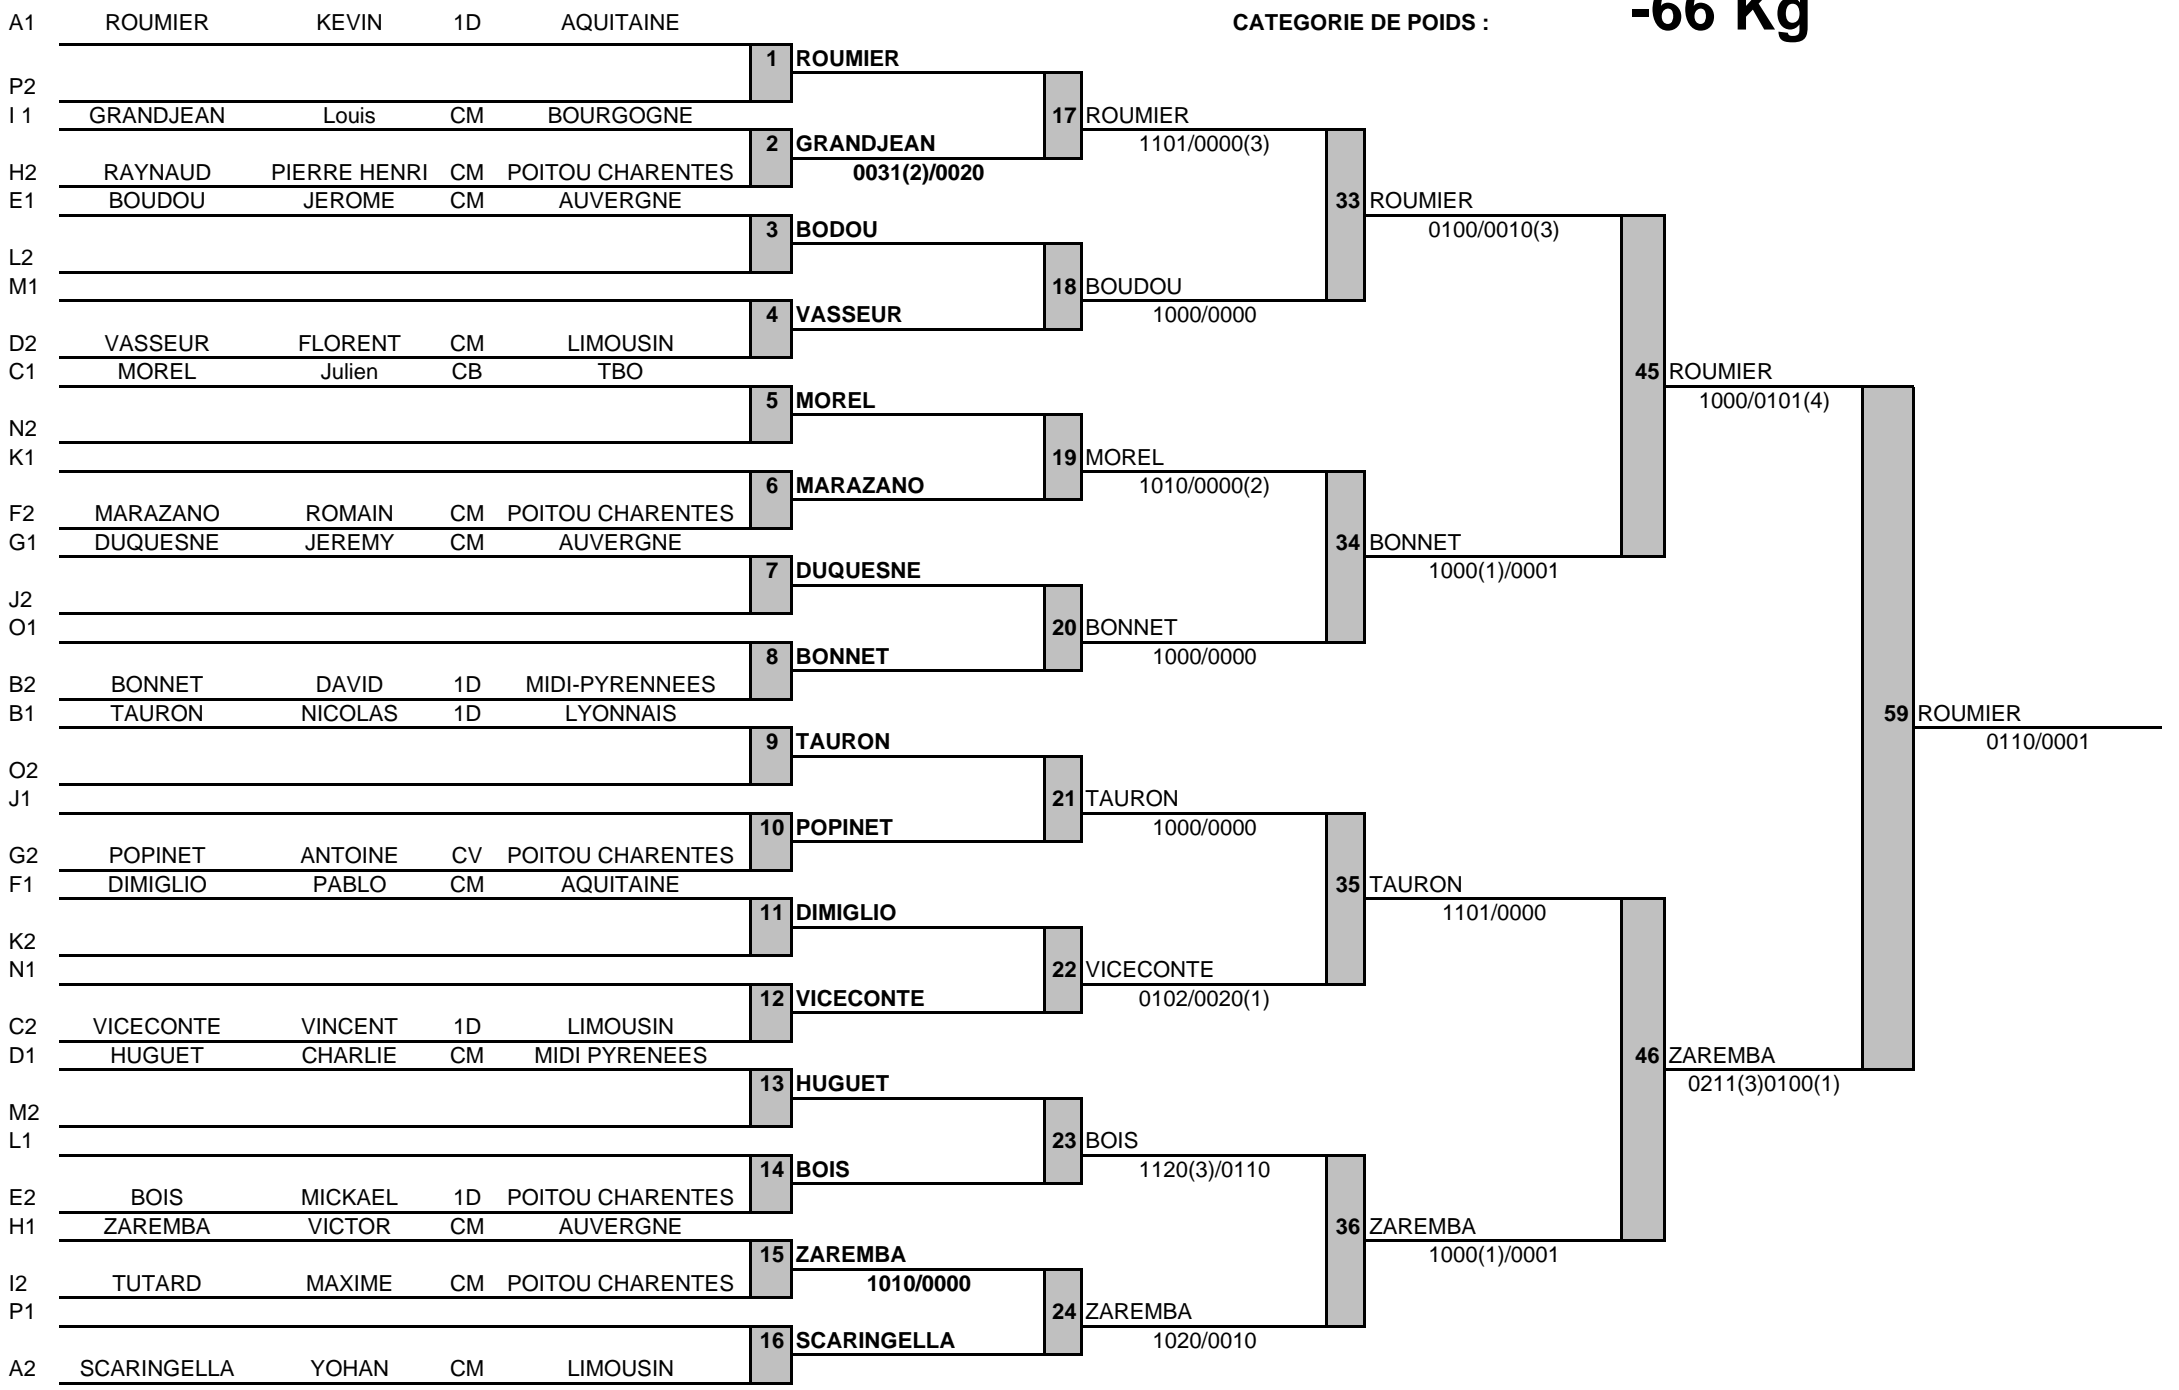 A1 ROUMIER KEVIN 1D AQUITAINE CATEGORIE DE POIDS : -66 Kg
1 ROUMIER
P2
I 1 GRANDJEAN Louis CM BOURGOGNE 17 ROUMIER
2 GRANDJEAN 1101/0000(3)
H2 RAYNAUD PIERRE HENRI CM POITOU CHARENTES 0031(2)/0020
E1 BOUDOU JEROME CM AUVERGNE 33 ROUMIER
3 BODOU 0100/0010(3)
L2
M1 18 BOUDOU
4 VASSEUR 1000/0000
D2 VASSEUR FLORENT CM LIMOUSIN
C1 MOREL Julien CB TBO 45 ROUMIER
5 MOREL 1000/0101(4)
N2
K1 19 MOREL
6 MARAZANO 1010/0000(2)
F2 MARAZANO ROMAIN CM POITOU CHARENTES
G1 DUQUESNE JEREMY CM AUVERGNE 34 BONNET
7 DUQUESNE 1000(1)/0001
J2
O1 20 BONNET
8 BONNET 1000/0000
B2 BONNET DAVID 1D MIDI-PYRENNEES
B1 TAURON NICOLAS 1D LYONNAIS 59 ROUMIER
9 TAURON 0110/0001
O2
J1 21 TAURON
10 POPINET 1000/0000
G2 POPINET ANTOINE CV POITOU CHARENTES
F1 DIMIGLIO PABLO CM AQUITAINE 35 TAURON
11 DIMIGLIO 1101/0000
K2
N1 22 VICECONTE
12 VICECONTE 0102/0020(1)
C2 VICECONTE VINCENT 1D LIMOUSIN
D1 HUGUET CHARLIE CM MIDI PYRENEES 46 ZAREMBA
13 HUGUET 0211(3)0100(1)
M2
L1 23 BOIS
14 BOIS 1120(3)/0110
E2 BOIS MICKAEL 1D POITOU CHARENTES
H1 ZAREMBA VICTOR CM AUVERGNE 36 ZAREMBA
15 ZAREMBA 1000(1)/0001
I2 TUTARD MAXIME CM POITOU CHARENTES 1010/0000
P1 24 ZAREMBA
16 SCARINGELLA 1020/0010
A2 SCARINGELLA YOHAN CM LIMOUSIN